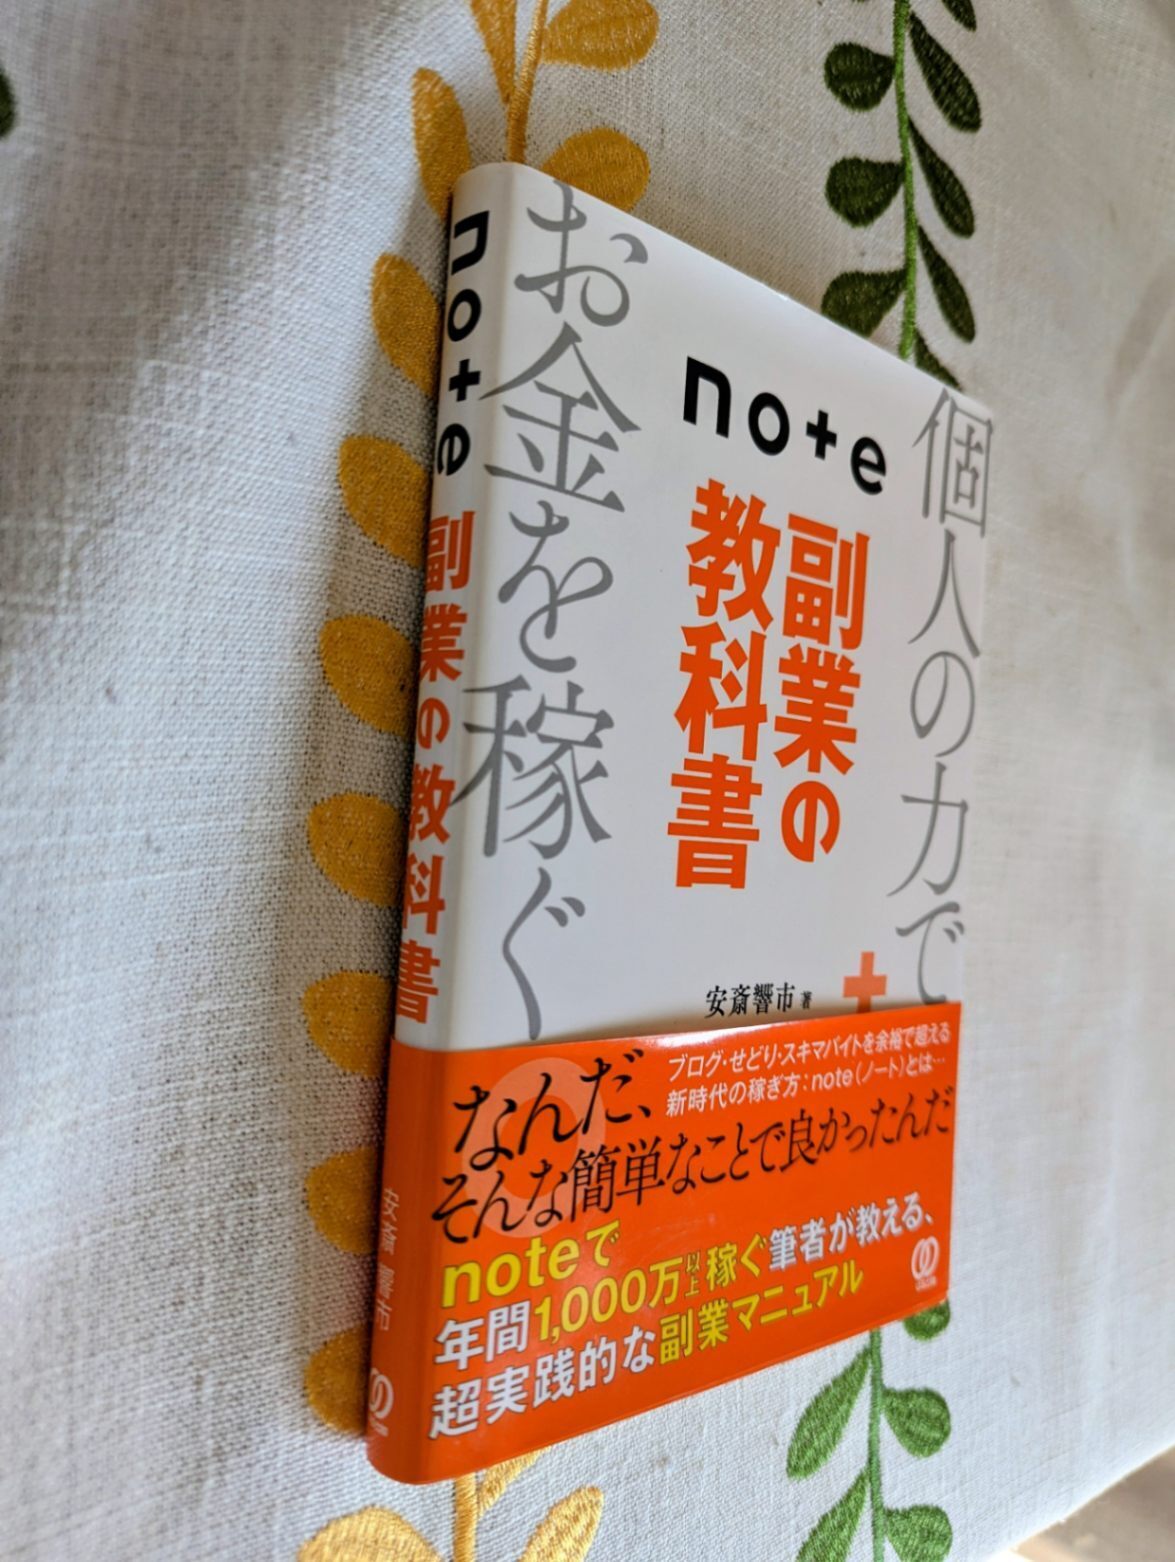 個人の力で
お金を稼ぐ
note
副業の
教科書
安斎響市 著
ブログ・せどり・スキマバイトを余裕で超える
新時代の稼ぎ方:note(ノート)とは…
なんだ、
そんな簡単なことで良かったんだ
noteで
年間1,000万以上稼ぐ筆者が教える、
超実践的な副業マニュアル
note 副業の教科書
安斎響市